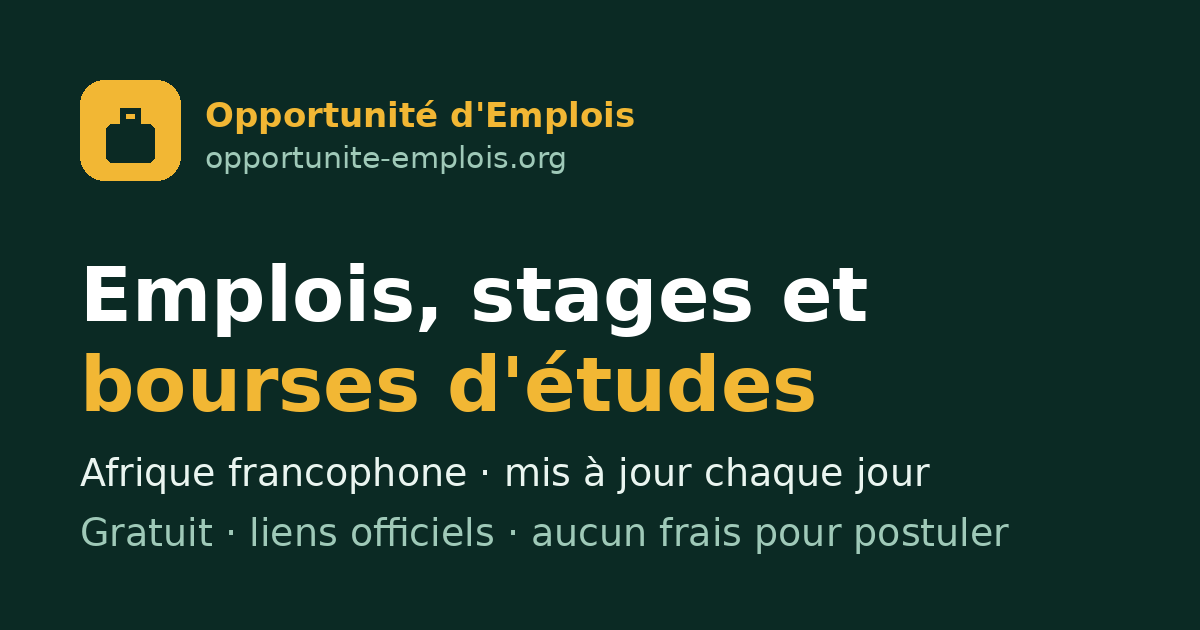 Opportunité d'Emplois
opportunite-emplois.org
Emplois, stages et
bourses d'études
Afrique francophone · mis à jour chaque jour
Gratuit · liens officiels · aucun frais pour postuler